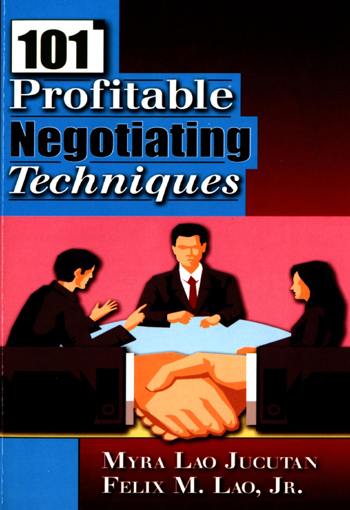 101
Profitable
Negotiating
Techniques
MYRA LAO JUCUTAN
FELIX M. LAO, JR.